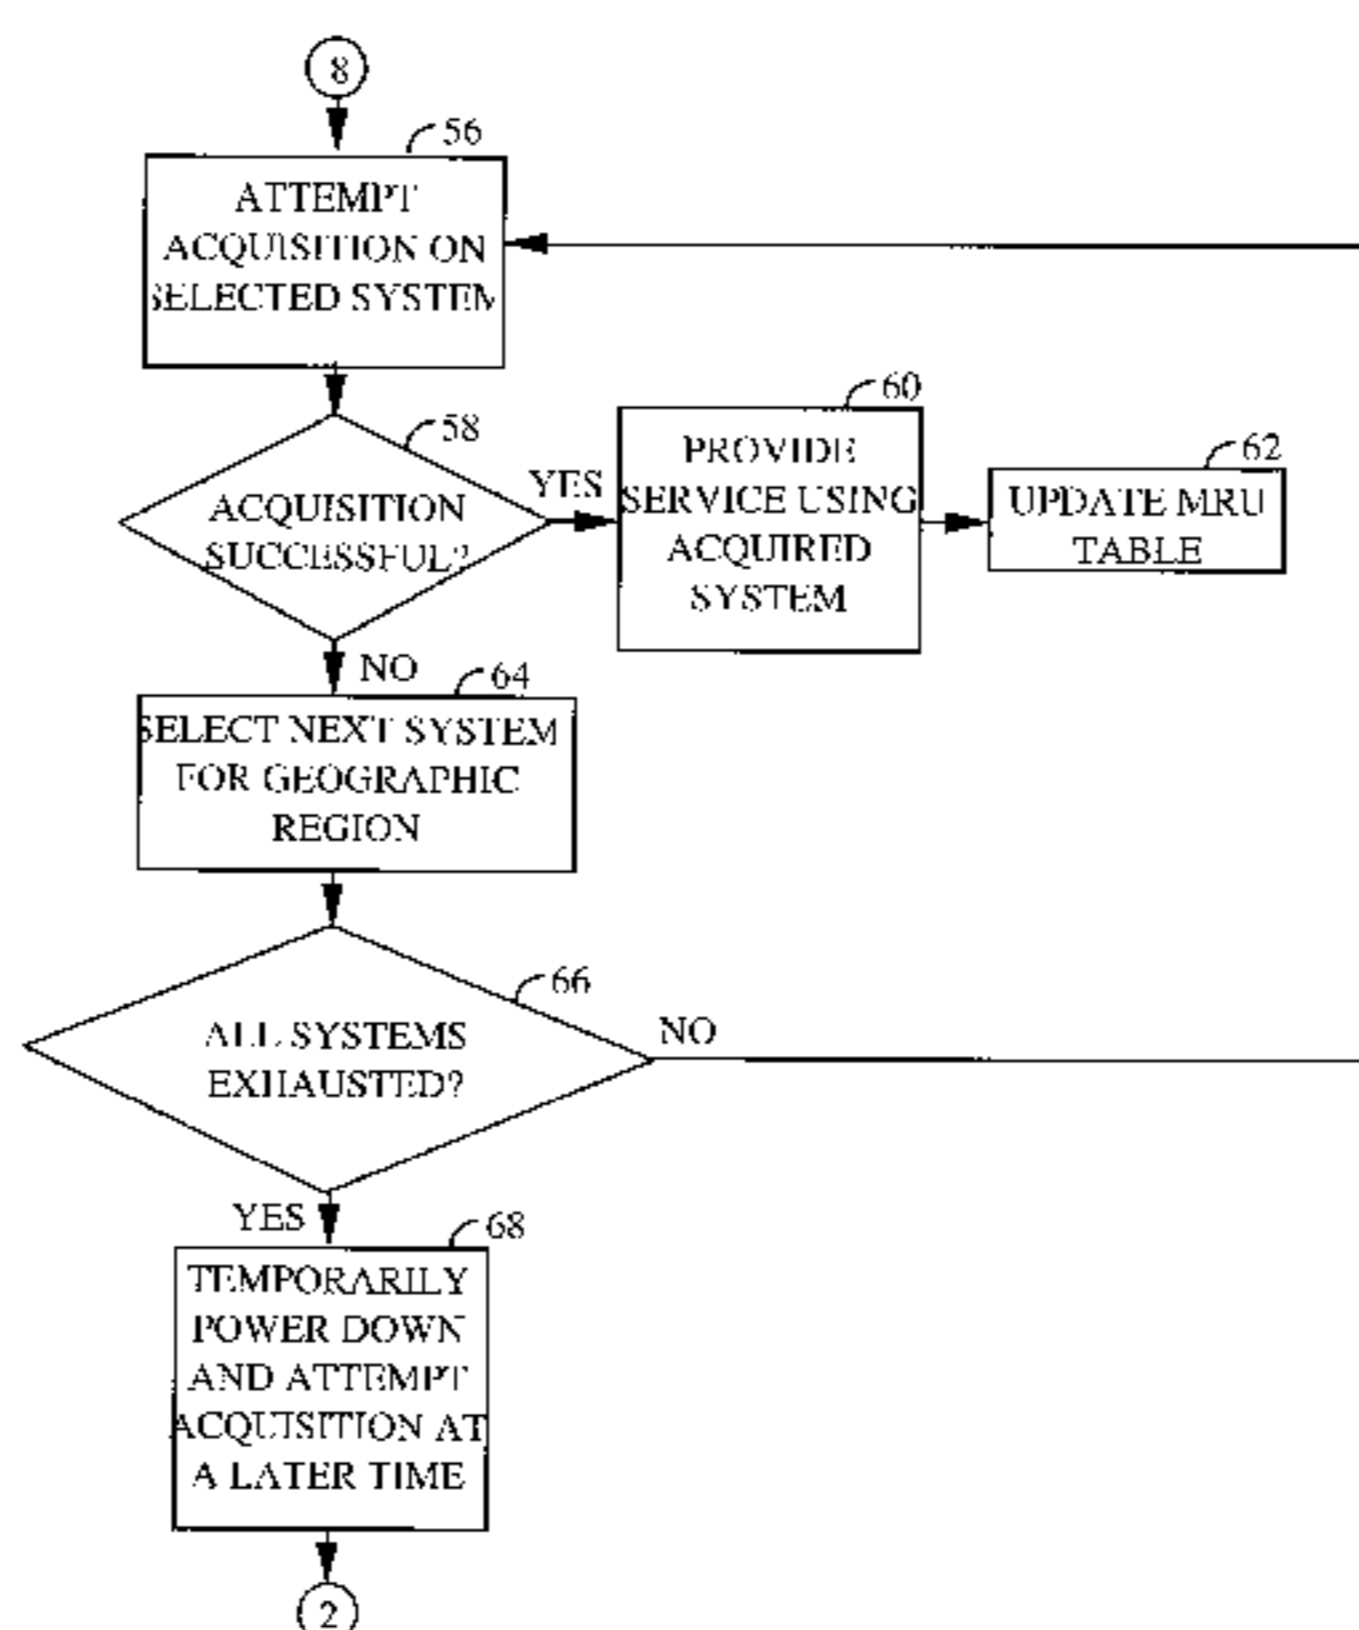 8
56
ATTEMPT
ACQUISITION ON
SELECTED SYSTEM
58
ACQUISITION
SUCCESSFUL?
YES
60
PROVIDE
SERVICE USING
ACQUIRED
SYSTEM
62
UPDATE MRU
TABLE
NO
64
SELECT NEXT SYSTEM
FOR GEOGRAPHIC
REGION
66
ALL SYSTEMS
EXHAUSTED?
NO
YES
68
TEMPORARILY
POWER DOWN
AND ATTEMPT
ACQUISITION AT
A LATER TIME
2